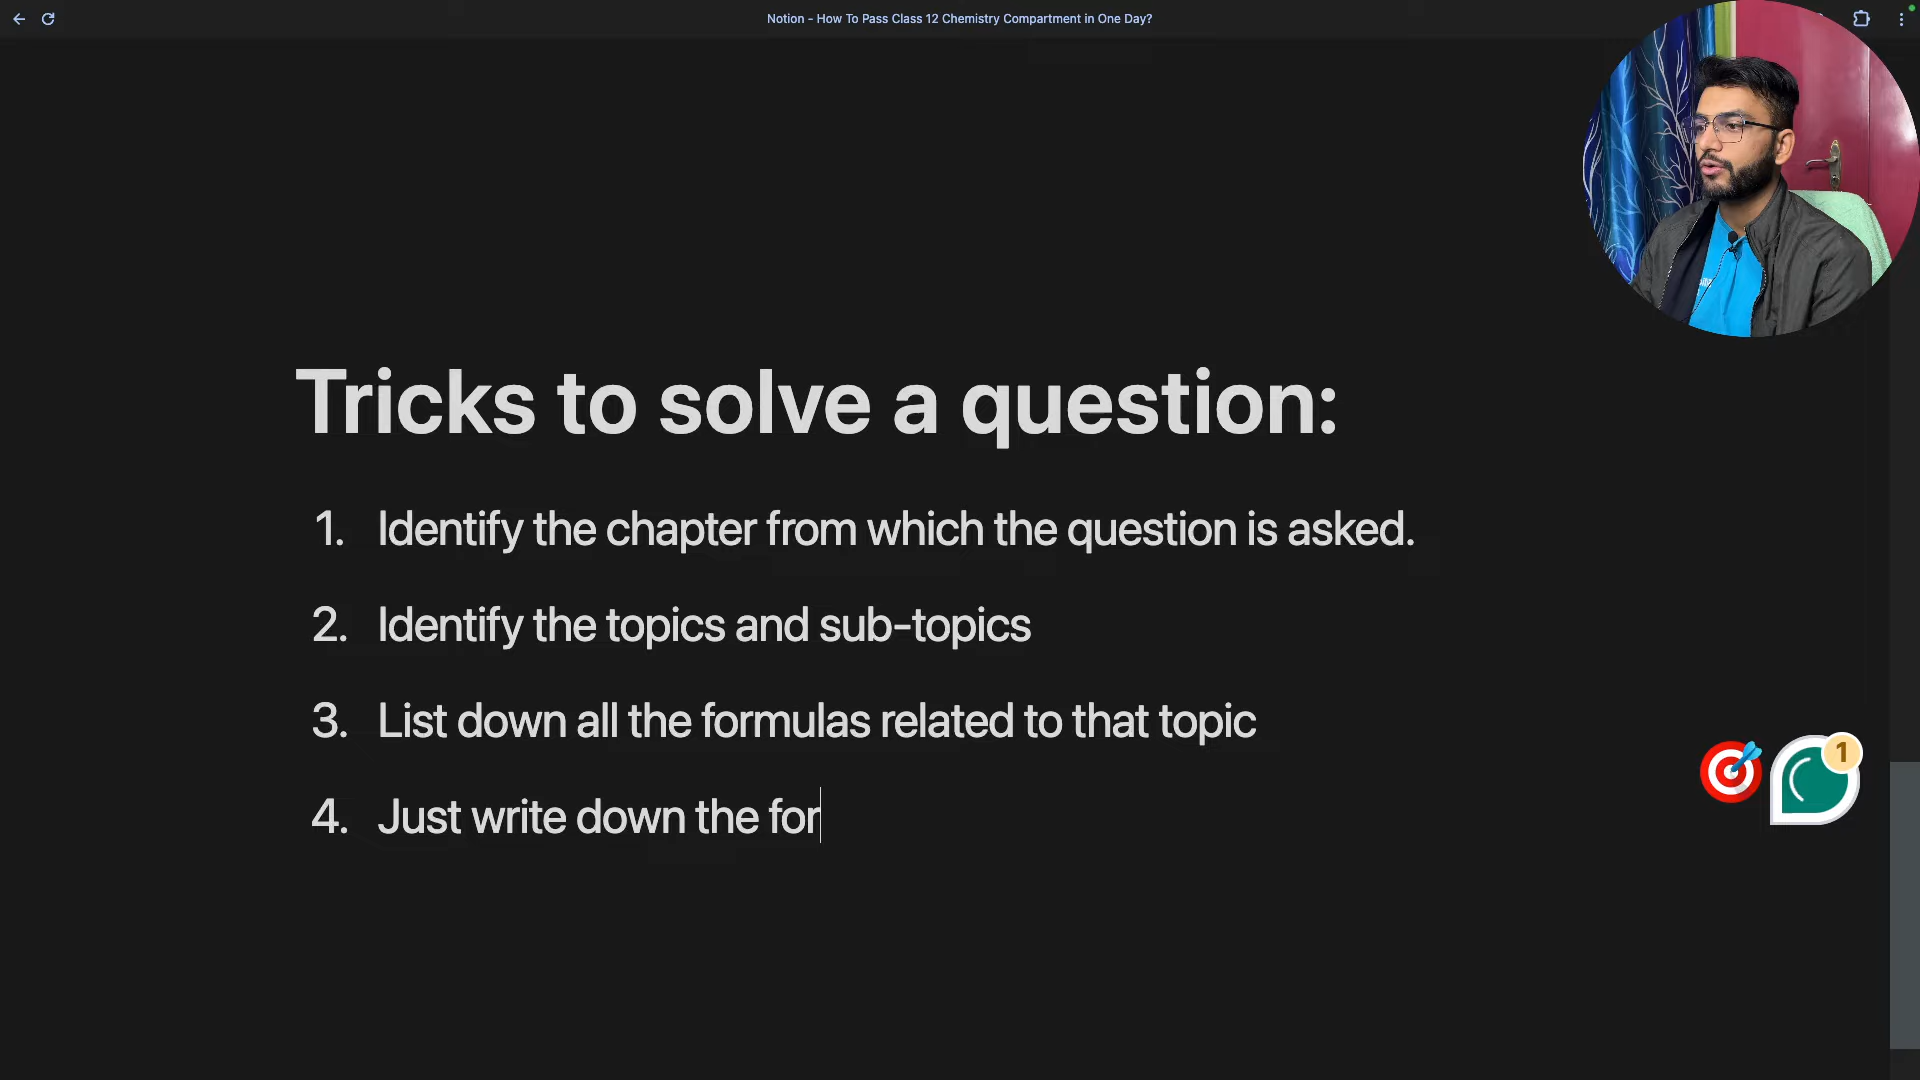 Notion - How To Pass Class 12 Chemistry Compartment in One Day?
Tricks to solve a question:
1. Identify the chapter from which the question is asked.
2. Identify the topics and sub-topics
3. List down all the formulas related to that topic
1
4. Just write down the for